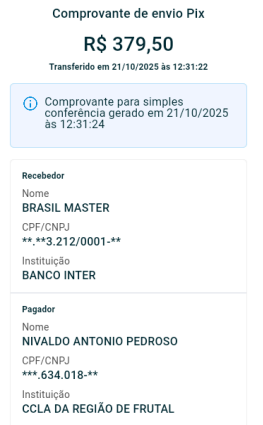 Comprovante de envio Pix
R$ 379,50
Transferido em 21/10/2025 às 12:31:22
Comprovante para simples
conferência gerado em 21/10/2025
às 12:31:24
Recebedor
Nome
BRASIL MASTER
CPF/CNPJ
**.**3.212/0001-**
Instituição
BANCO INTER
Pagador
Nome
NIVALDO ANTONIO PEDROSO
CPF/CNPJ
***.634.018-**
Instituição
CCLA DA REGIÃO DE FRUTAL